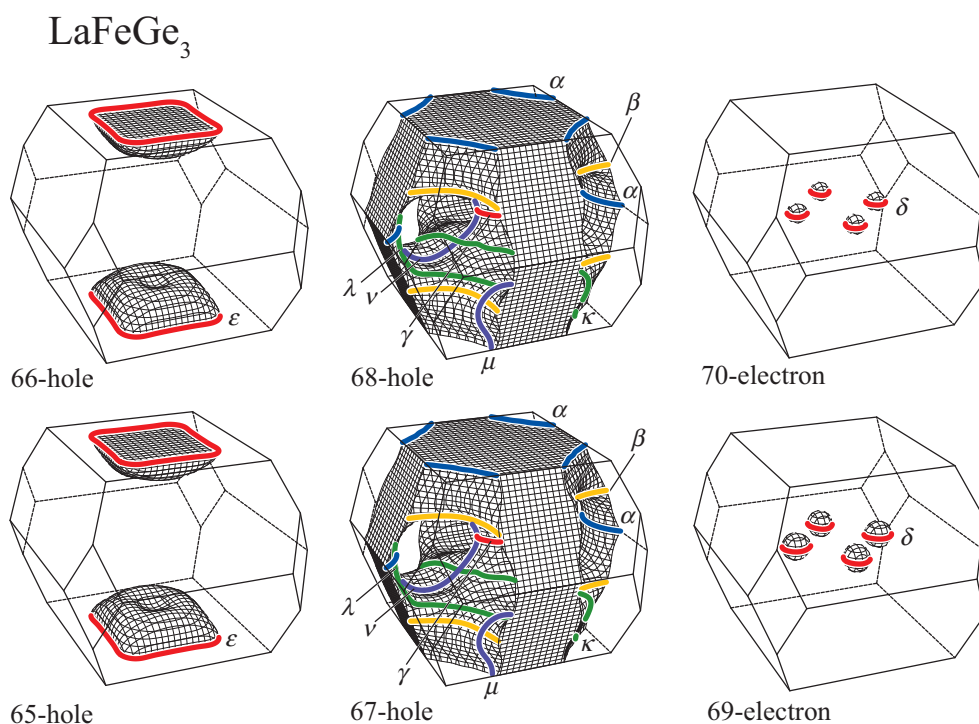 LaFeGe₃
α
β
α
δ
ε
λ
ν
γ
μ
κ
66-hole
68-hole
70-electron
α
β
α
δ
ε
λ
ν
γ
μ
κ
65-hole
67-hole
69-electron